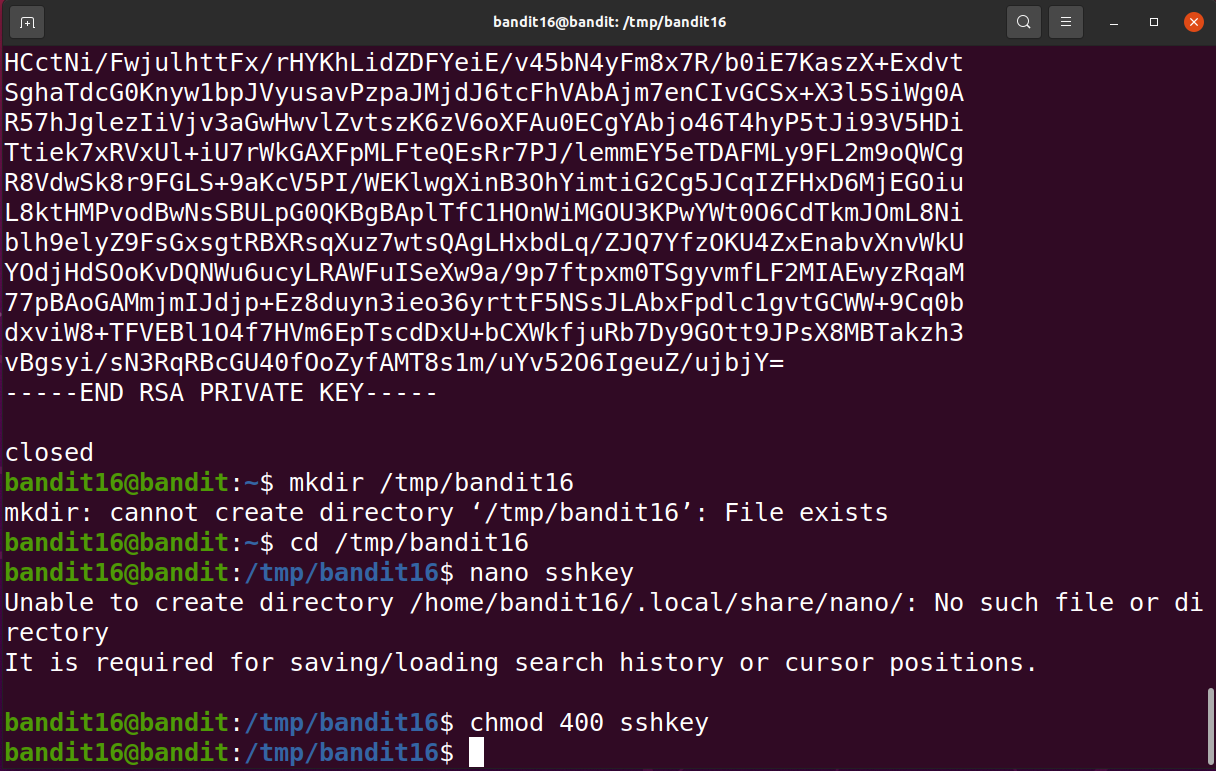 bandit16@bandit: /tmp/bandit16
HCctNi/FwjulhttFx/rHYKhLidZDFYeiE/v45bN4yFm8x7R/b0iE7KaszX+Exdvt
SghaTdcG0Knyw1bpJVyusavPzpaJMjdJ6tcFhVAbAjm7enCIvGCSx+X3l5SiWg0A
R57hJglezIiVjv3aGwHwvlZvtszK6zV6oXFAu0ECgYAbjo46T4hyP5tJi93V5HDi
Ttiek7xRVxUl+iU7rWkGAXFpMLFteQEsRr7PJ/lemmEY5eTDAFMLy9FL2m9oQWCg
R8VdwSk8r9FGLS+9aKcV5PI/WEKlwgXinB3OhYimtiG2Cg5JCqIZFHxD6MjEGOiu
L8ktHMPvodBwNsSBULpG0QKBgBAplTfC1HOnWiMGOU3KPwYWt0O6CdTkmJOmL8Ni
blh9elyZ9FsGxsgtRBXRsqXuz7wtsQAgLHxbdLq/ZJQ7YfzOKU4ZxEnabvXnvWkU
YOdjHdSOoKvDQNWu6ucyLRAWFuISeXw9a/9p7ftpxm0TSgyvmfLF2MIAEwyzRqaM
77pBAoGAMmjmIJdjp+Ez8duyn3ieo36yrttF5NSsJLAbxFpdlc1gvtGCWW+9Cq0b
dxviW8+TFVEBl1O4f7HVm6EpTscdDxU+bCXWkfjuRb7Dy9GOtt9JPsX8MBTakzh3
vBgsyi/sN3RqRBcGU40fOoZyfAMT8s1m/uYv52O6IgeuZ/ujbjY=
-----END RSA PRIVATE KEY-----
closed
bandit16@bandit:~$ mkdir /tmp/bandit16
mkdir: cannot create directory ‘/tmp/bandit16’: File exists
bandit16@bandit:~$ cd /tmp/bandit16
bandit16@bandit:/tmp/bandit16$ nano sshkey
Unable to create directory /home/bandit16/.local/share/nano/: No such file or di
rectory
It is required for saving/loading search history or cursor positions.
bandit16@bandit:/tmp/bandit16$ chmod 400 sshkey
bandit16@bandit:/tmp/bandit16$